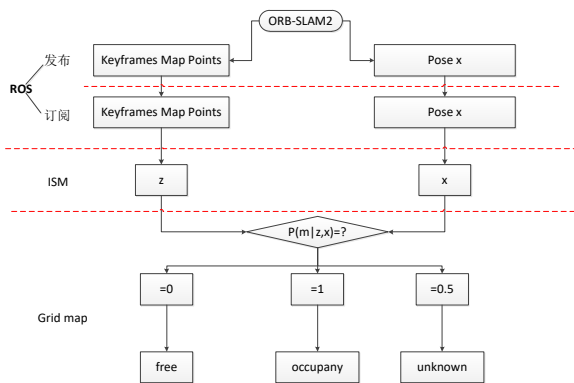 ORB-SLAM2
发布
Keyframes Map Points
Pose x
ROS
订阅
Keyframes Map Points
Pose x
ISM
z
x
P(m|z,x)=?
=0
=1
=0.5
Grid map
free
occupany
unknown